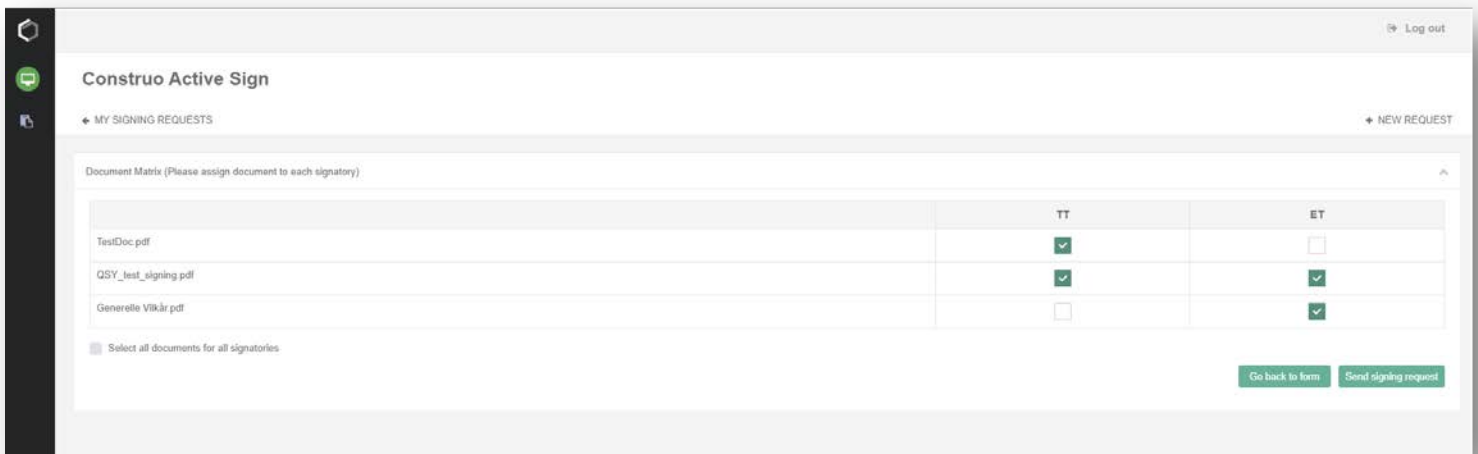 Log out
Construo Active Sign
MY SIGNING REQUESTS
NEW REQUEST
Document Matrix (Please assign document to each signatory)
TT ET
TestDoc.pdf
QSY_test_signing.pdf
Generelle Vilkår.pdf
Select all documents for all signatories
Go back to form Send signing request